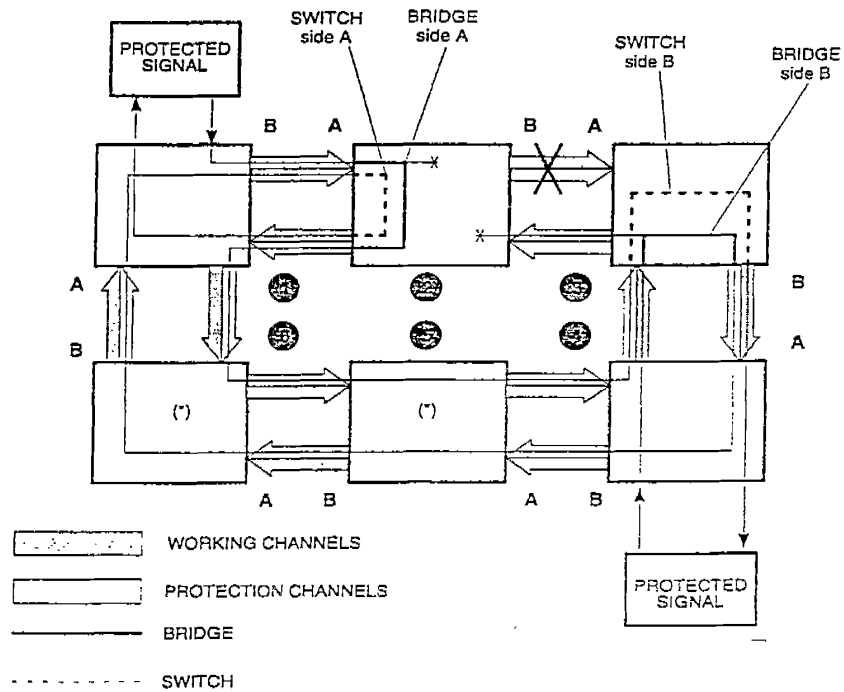 SWITCH
side A
BRIDGE
side A
SWITCH
side B
BRIDGE
side B
PROTECTED
SIGNAL
B A
B A
A
B
B
A
(*)
(*)
A B
A B
PROTECTED
SIGNAL
WORKING CHANNELS
PROTECTION CHANNELS
BRIDGE
SWITCH